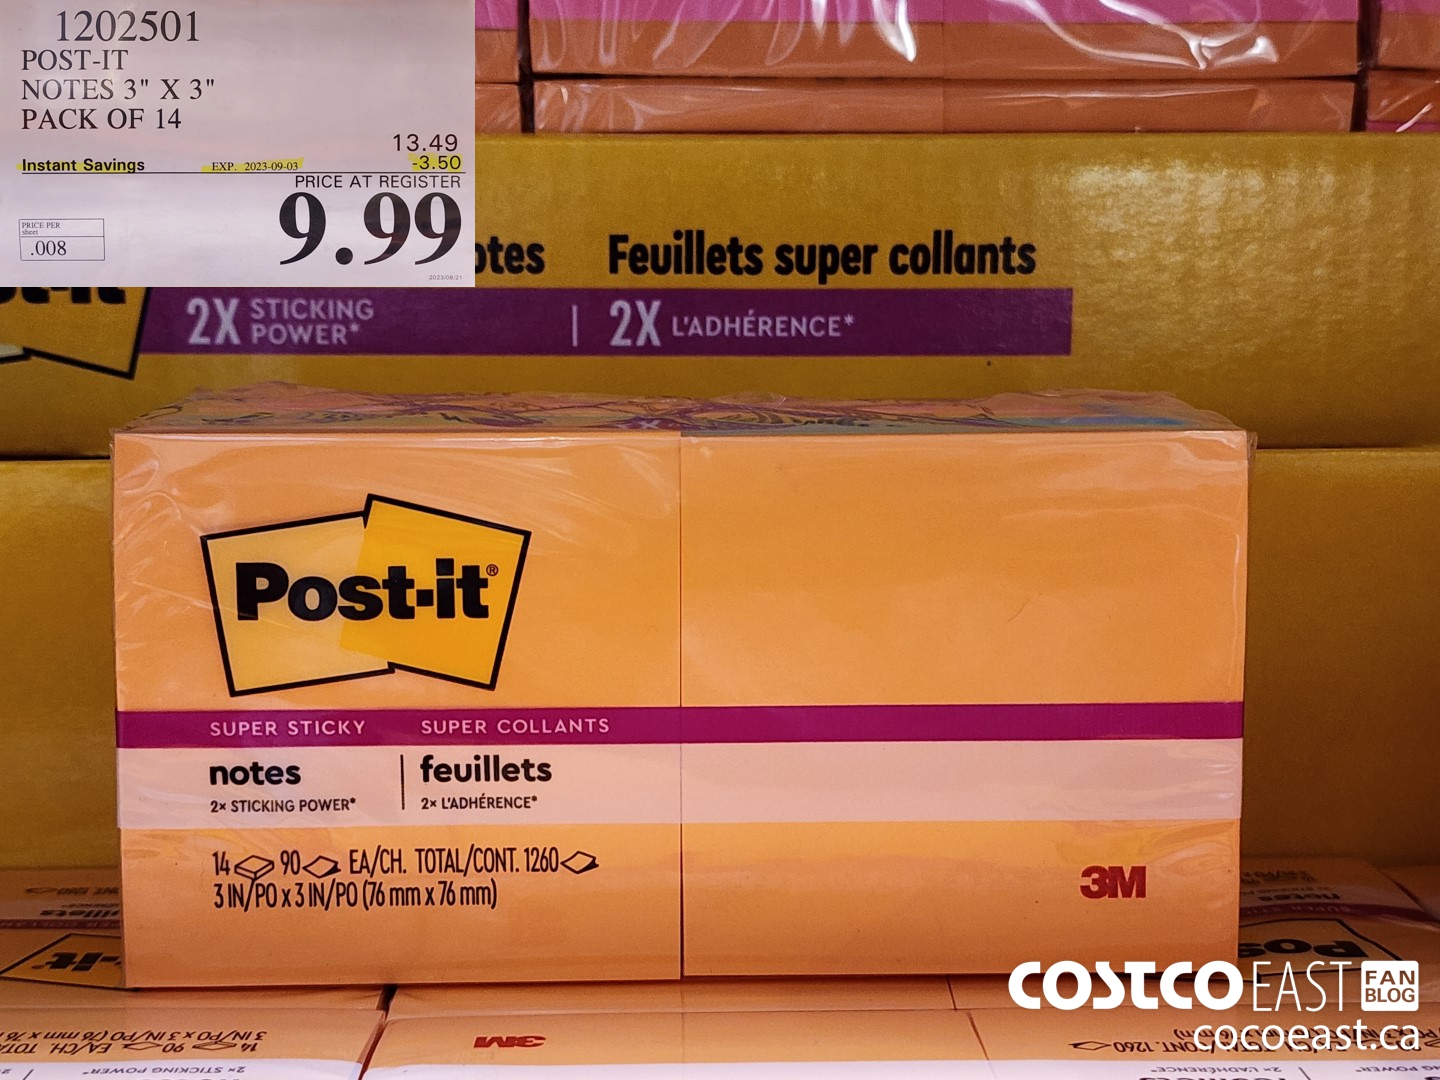 1202501
POST-IT
NOTES 3" X 3"
PACK OF 14
13.49
Instant Savings EXP. 2023-09-03 -3.50
PRICE AT REGISTER
9.99
PRICE PER
sheet
.008
2023/08/21
otes Feuillets super collants
2X STICKING POWER* | 2X L'ADHÉRENCE*
Post-it®
SUPER STICKY SUPER COLLANTS
notes | feuillets
2x STICKING POWER* 2x L'ADHÉRENCE*
14 90 EA/CH. TOTAL/CONT. 1260
3 IN/PO x 3 IN/PO (76 mm x 76 mm)
3M
COSTCO EAST FAN BLOG
cocoeast.ca